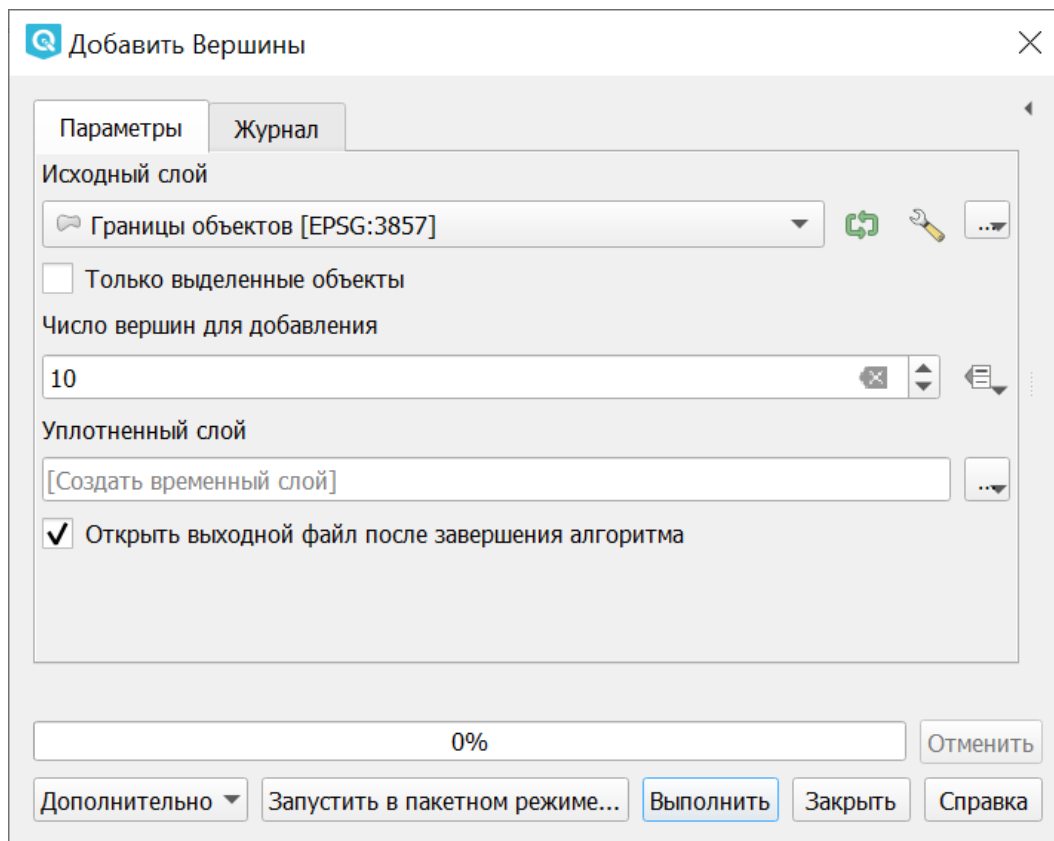 Добавить Вершины
Параметры
Журнал
Исходный слой
Границы объектов [EPSG:3857]
...
Только выделенные объекты
Число вершин для добавления
10
Уплотненный слой
[Создать временный слой]
...
Открыть выходной файл после завершения алгоритма
0%
Отменить
Дополнительно
Запустить в пакетном режиме...
Выполнить
Закрыть
Справка